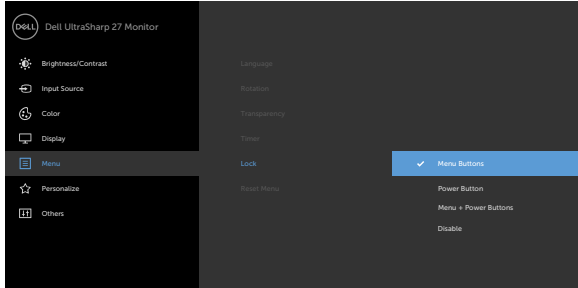 DELL
Dell UltraSharp 27 Monitor
Brightness/Contrast
Input Source
Color
Display
Menu
Personalize
Others
Language
Rotation
Transparency
Timer
Lock
Reset Menu
Menu Buttons
Power Button
Menu + Power Buttons
Disable